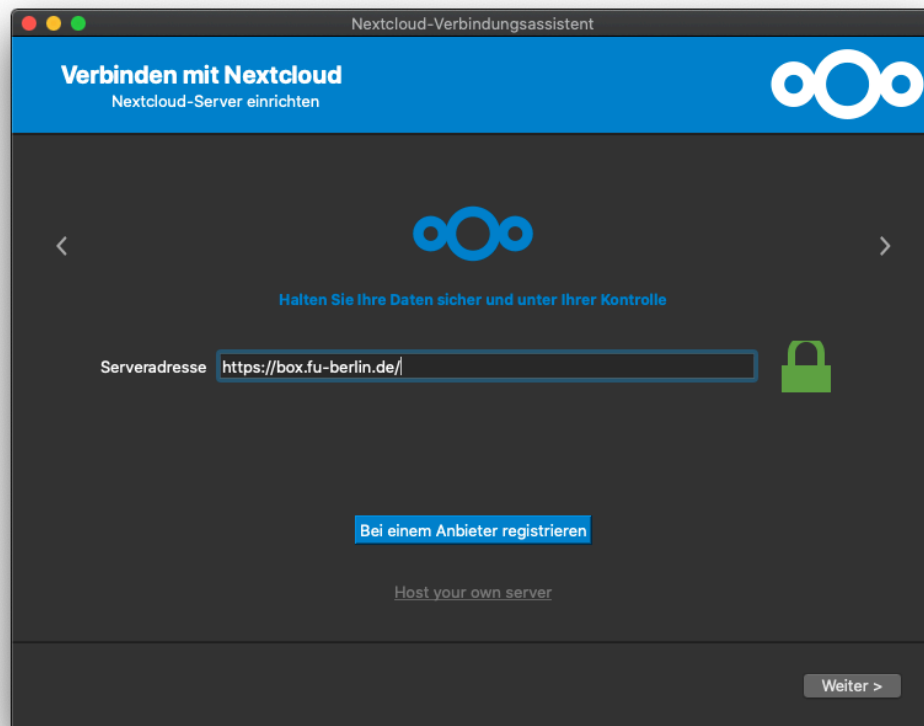 Nextcloud-Verbindungsassistent
Verbinden mit Nextcloud
Nextcloud-Server einrichten
Halten Sie Ihre Daten sicher und unter Ihrer Kontrolle
Serveradresse https://box.fu-berlin.de/
Bei einem Anbieter registrieren
Host your own server
Weiter >